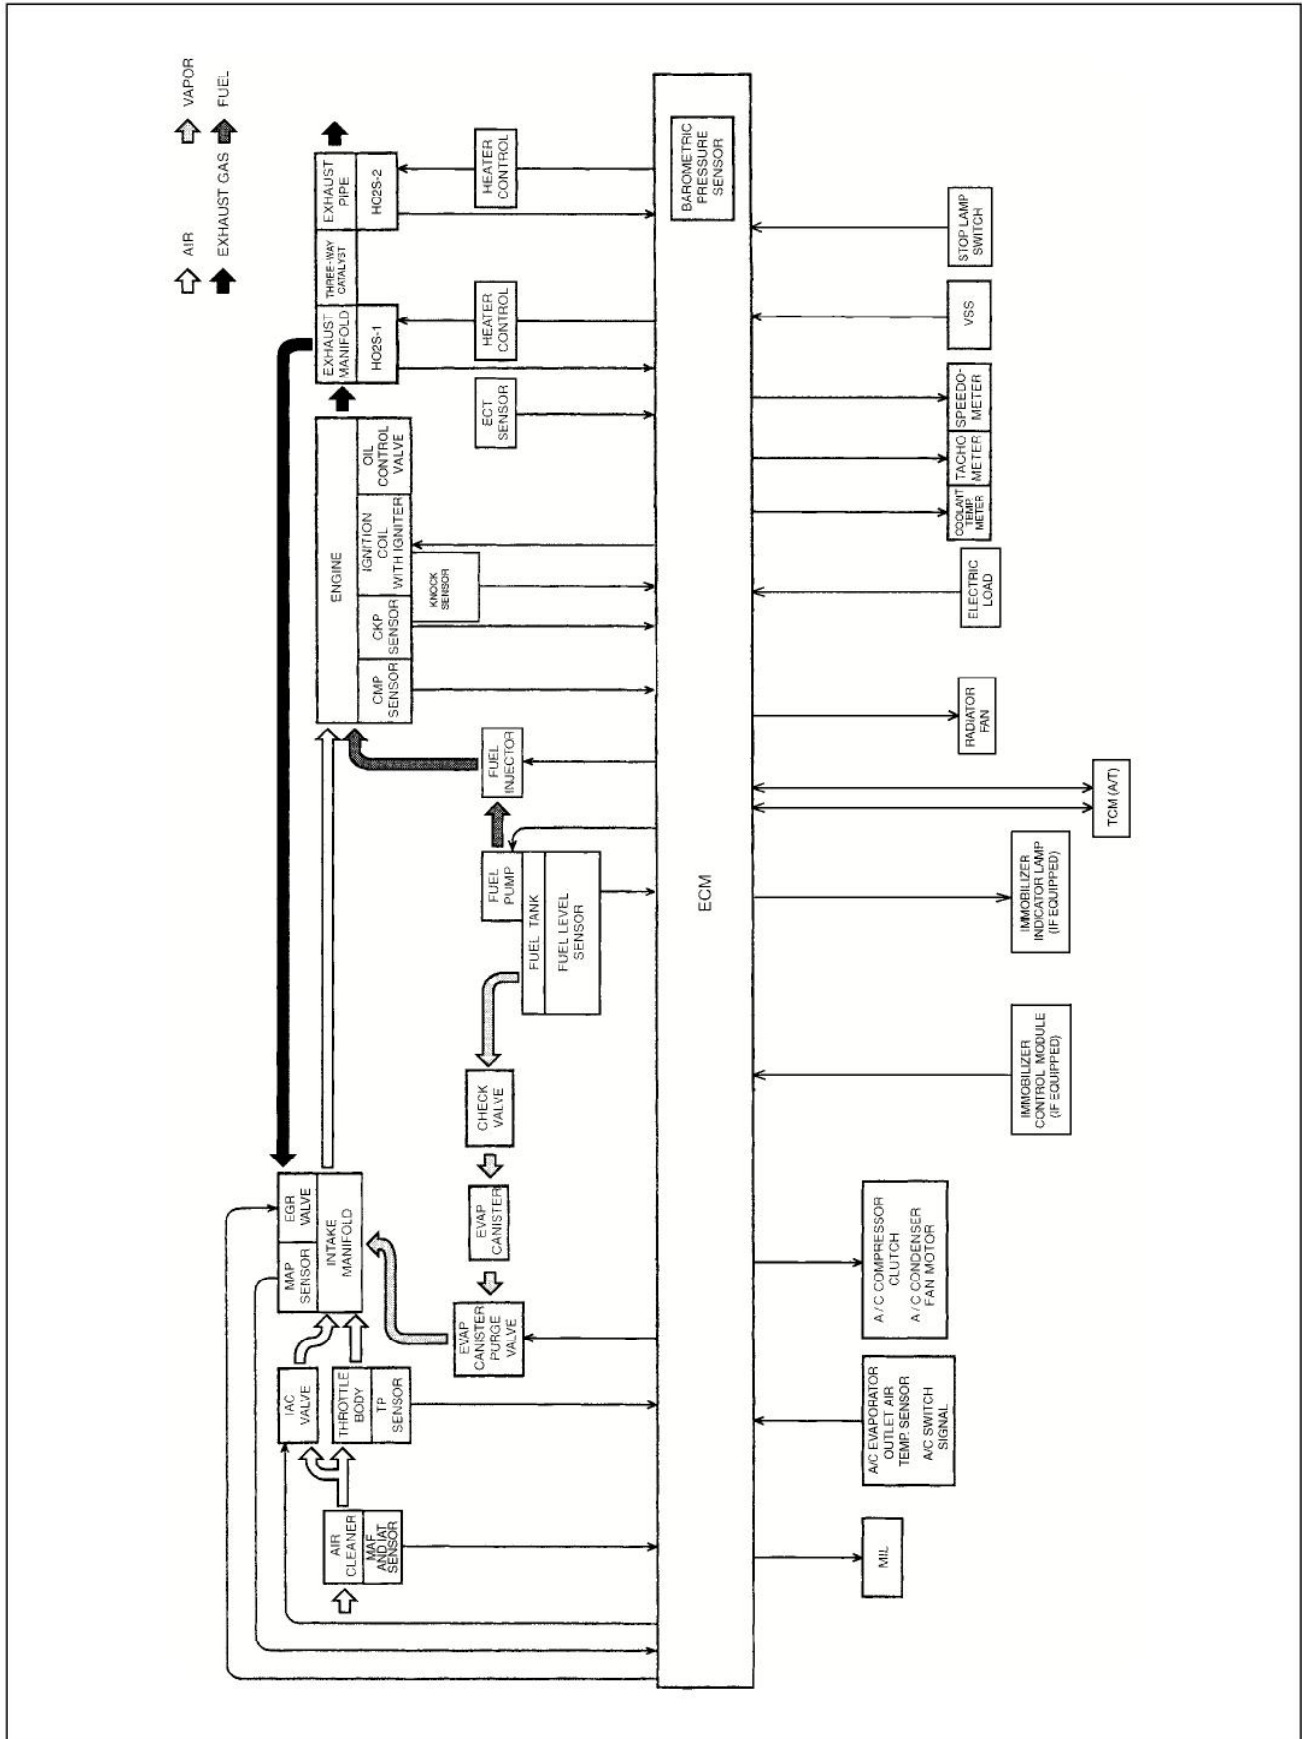 AIR
VAPOR
EXHAUST GAS
FUEL
AIR
CLEANER
MAF
AND IAT
SENSOR
IAC
VALVE
THROTTLE
BODY
TP
SENSOR
MAP
SENSOR
EGR
VALVE
INTAKE
MANIFOLD
EVAP
CANISTER
PURGE
VALVE
EVAP
CANISTER
CHECK
VALVE
FUEL
PUMP
FUEL TANK
FUEL LEVEL
SENSOR
FUEL
INJECTOR
ENGINE
CMP
SENSOR
CKP
SENSOR
IGNITION
COIL
WITH IGNITER
OIL
CONTROL
VALVE
KNOCK
SENSOR
ECT
SENSOR
EXHAUST
MANIFOLD
HO2S-1
THREE-WAY
CATALYST
EXHAUST
PIPE
HO2S-2
HEATER
CONTROL
HEATER
CONTROL
ECM
BAROMETRIC
PRESSURE
SENSOR
MIL
A/C EVAPORATOR
OUTLET AIR
TEMP. SENSOR
A/C SWITCH
SIGNAL
A/C COMPRESSOR
CLUTCH
A/C CONDENSER
FAN MOTOR
IMMOBILIZER
CONTROL MODULE
(IF EQUIPPED)
IMMOBILIZER
INDICATOR LAMP
(IF EQUIPPED)
TCM (A/T)
RADIATOR
FAN
ELECTRIC
LOAD
COOLANT
TEMP.
METER
TACHO
METER
SPEEDO-
METER
VSS
STOP LAMP
SWITCH